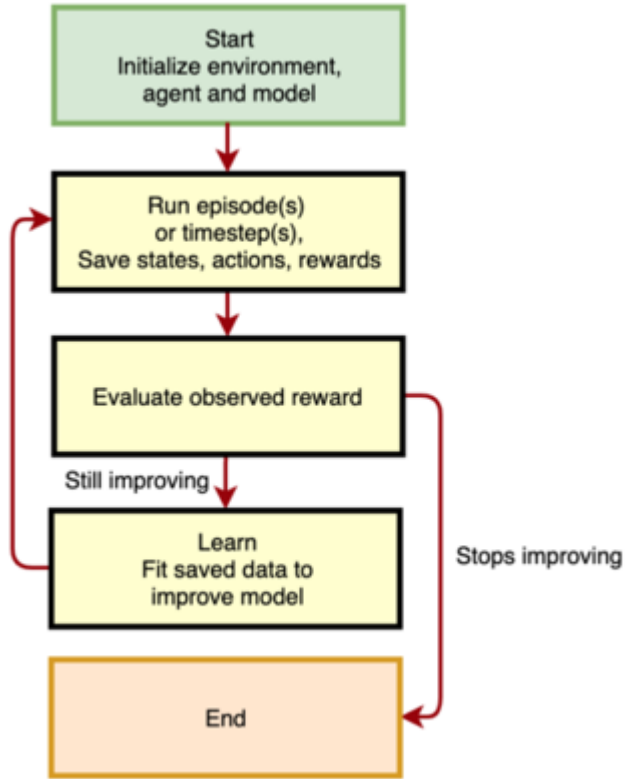 Start
Initialize environment,
agent and model
Run episode(s)
or timestep(s),
Save states, actions, rewards
Evaluate observed reward
Still improving
Learn
Fit saved data to
improve model
Stops improving
End